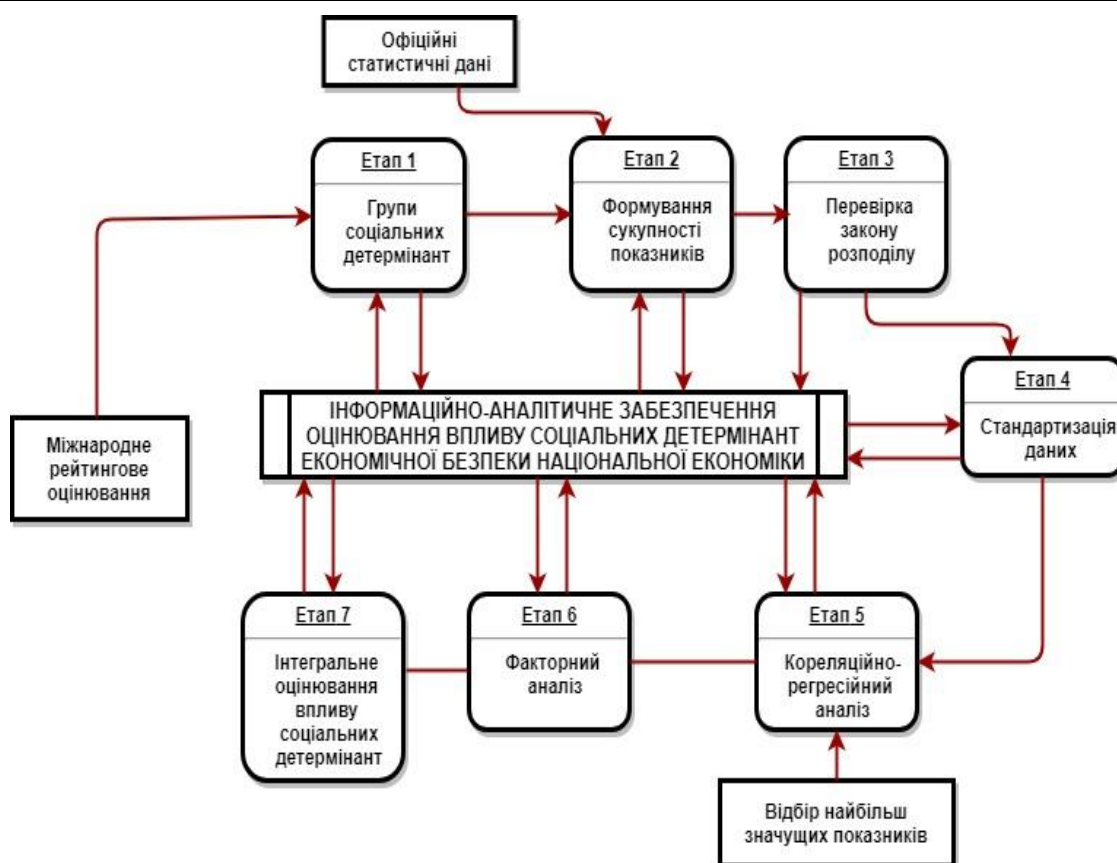 Офіційні
статистичні дані
Етап 1
Групи
соціальних
детермінант
Етап 2
Формування
сукупності
показників
Етап 3
Перевірка
закону
розподілу
Етап 4
Стандартизація
даних
ІНФОРМАЦІЙНО-АНАЛІТИЧНЕ ЗАБЕЗПЕЧЕННЯ
ОЦІНЮВАННЯ ВПЛИВУ СОЦІАЛЬНИХ ДЕТЕРМІНАНТ
ЕКОНОМІЧНОЇ БЕЗПЕКИ НАЦІОНАЛЬНОЇ ЕКОНОМІКИ
Міжнародне
рейтингове
оцінювання
Етап 7
Інтегральне
оцінювання
впливу
соціальних
детермінант
Етап 6
Факторний
аналіз
Етап 5
Кореляційно-
регресійний
аналіз
Відбір найбільш
значущих показників